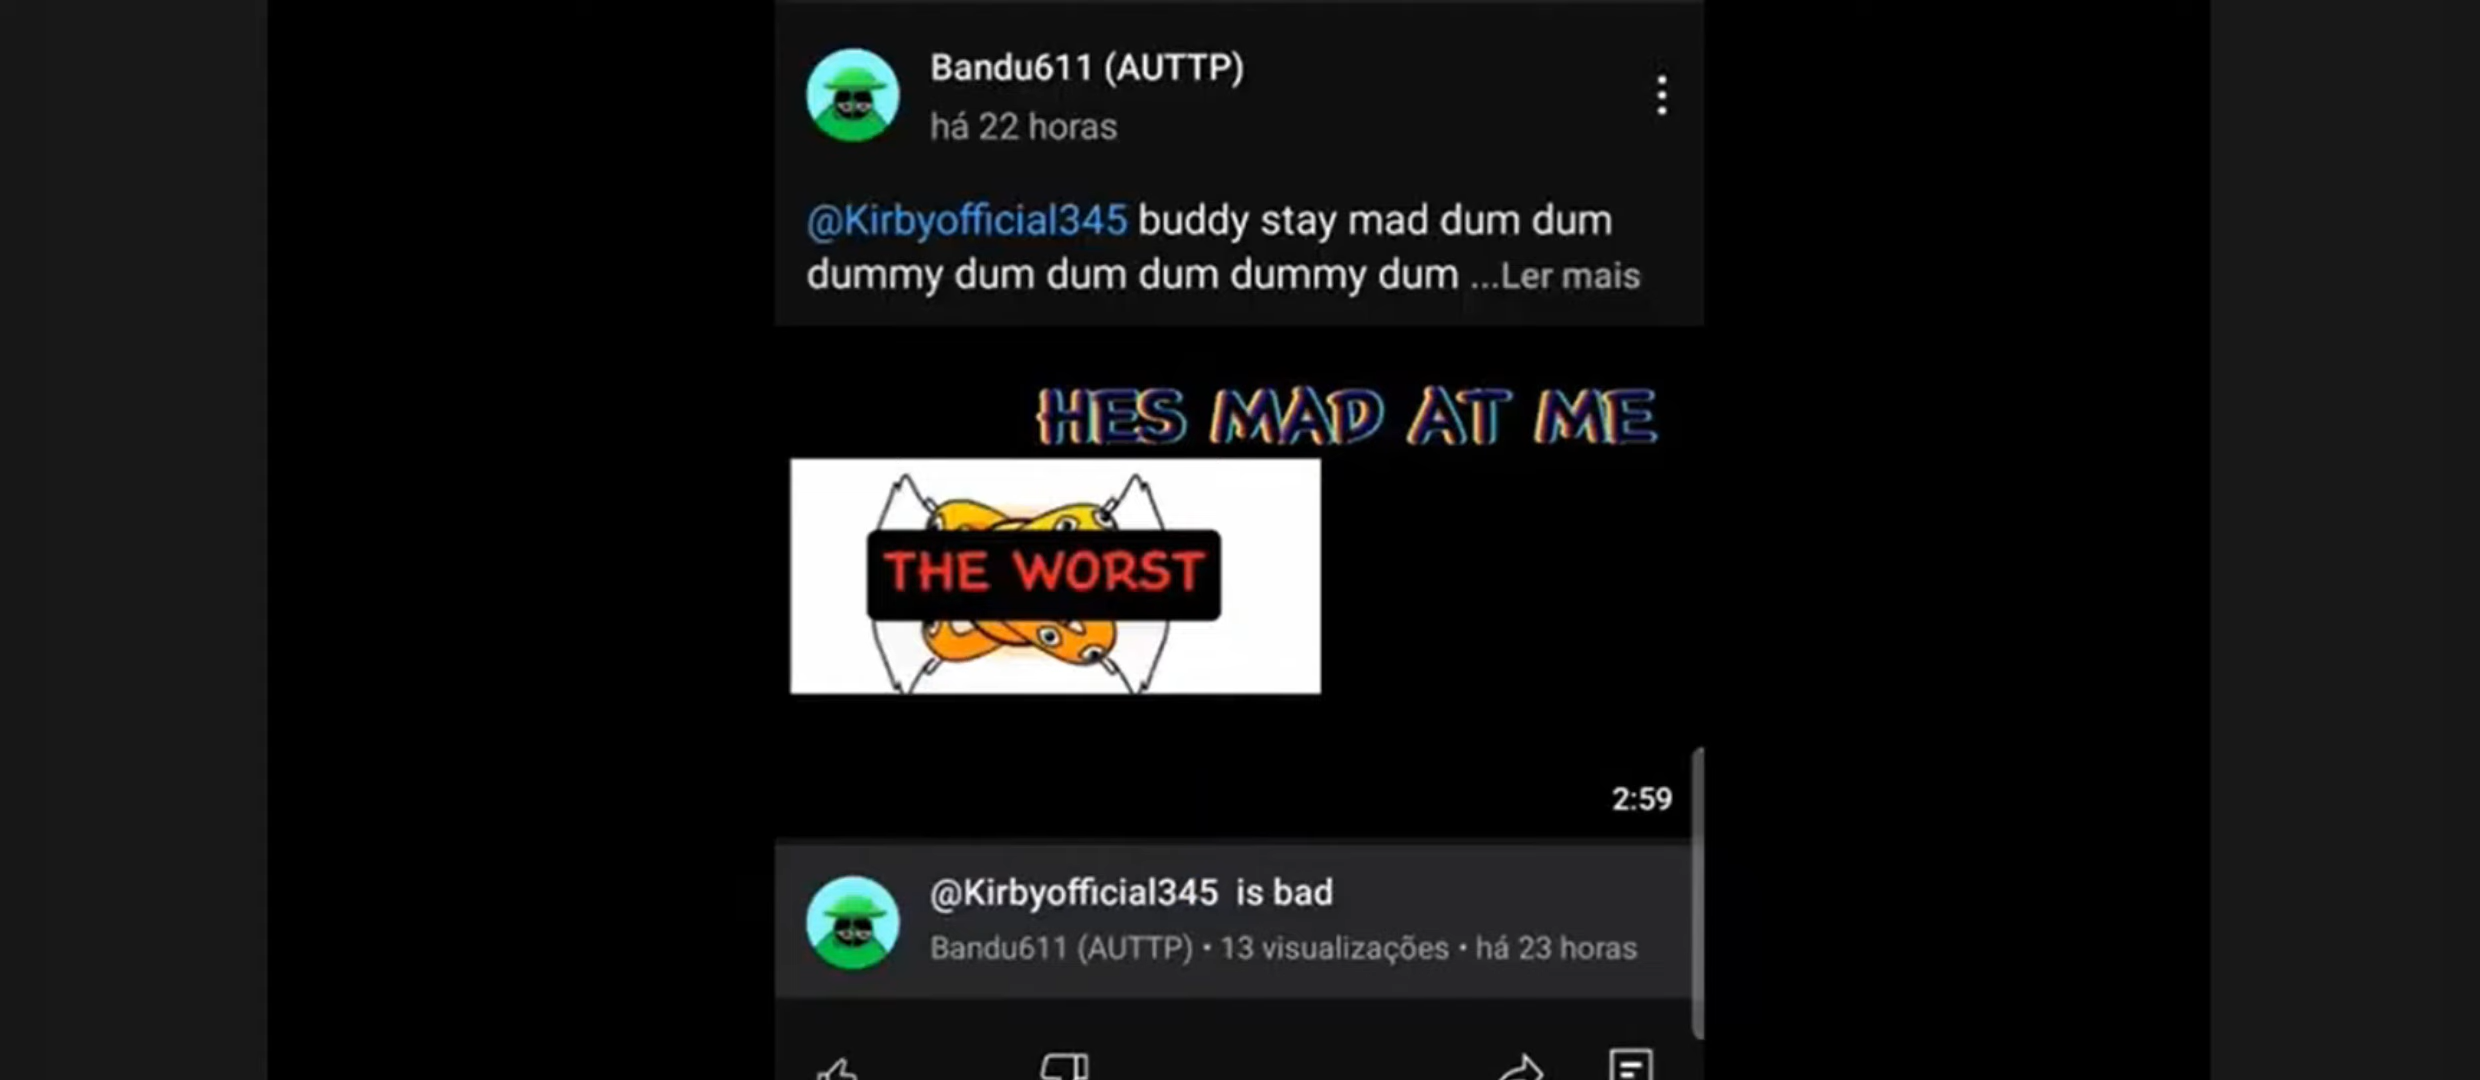 Bandu611 (AUTTP)
há 22 horas
@Kirbyofficial345 buddy stay mad dum dum
dummy dum dum dum dummy dum ...Ler mais
HES MAD AT ME
THE WORST
2:59
@Kirbyofficial345 is bad
Bandu611 (AUTTP) • 13 visualizações • há 23 horas